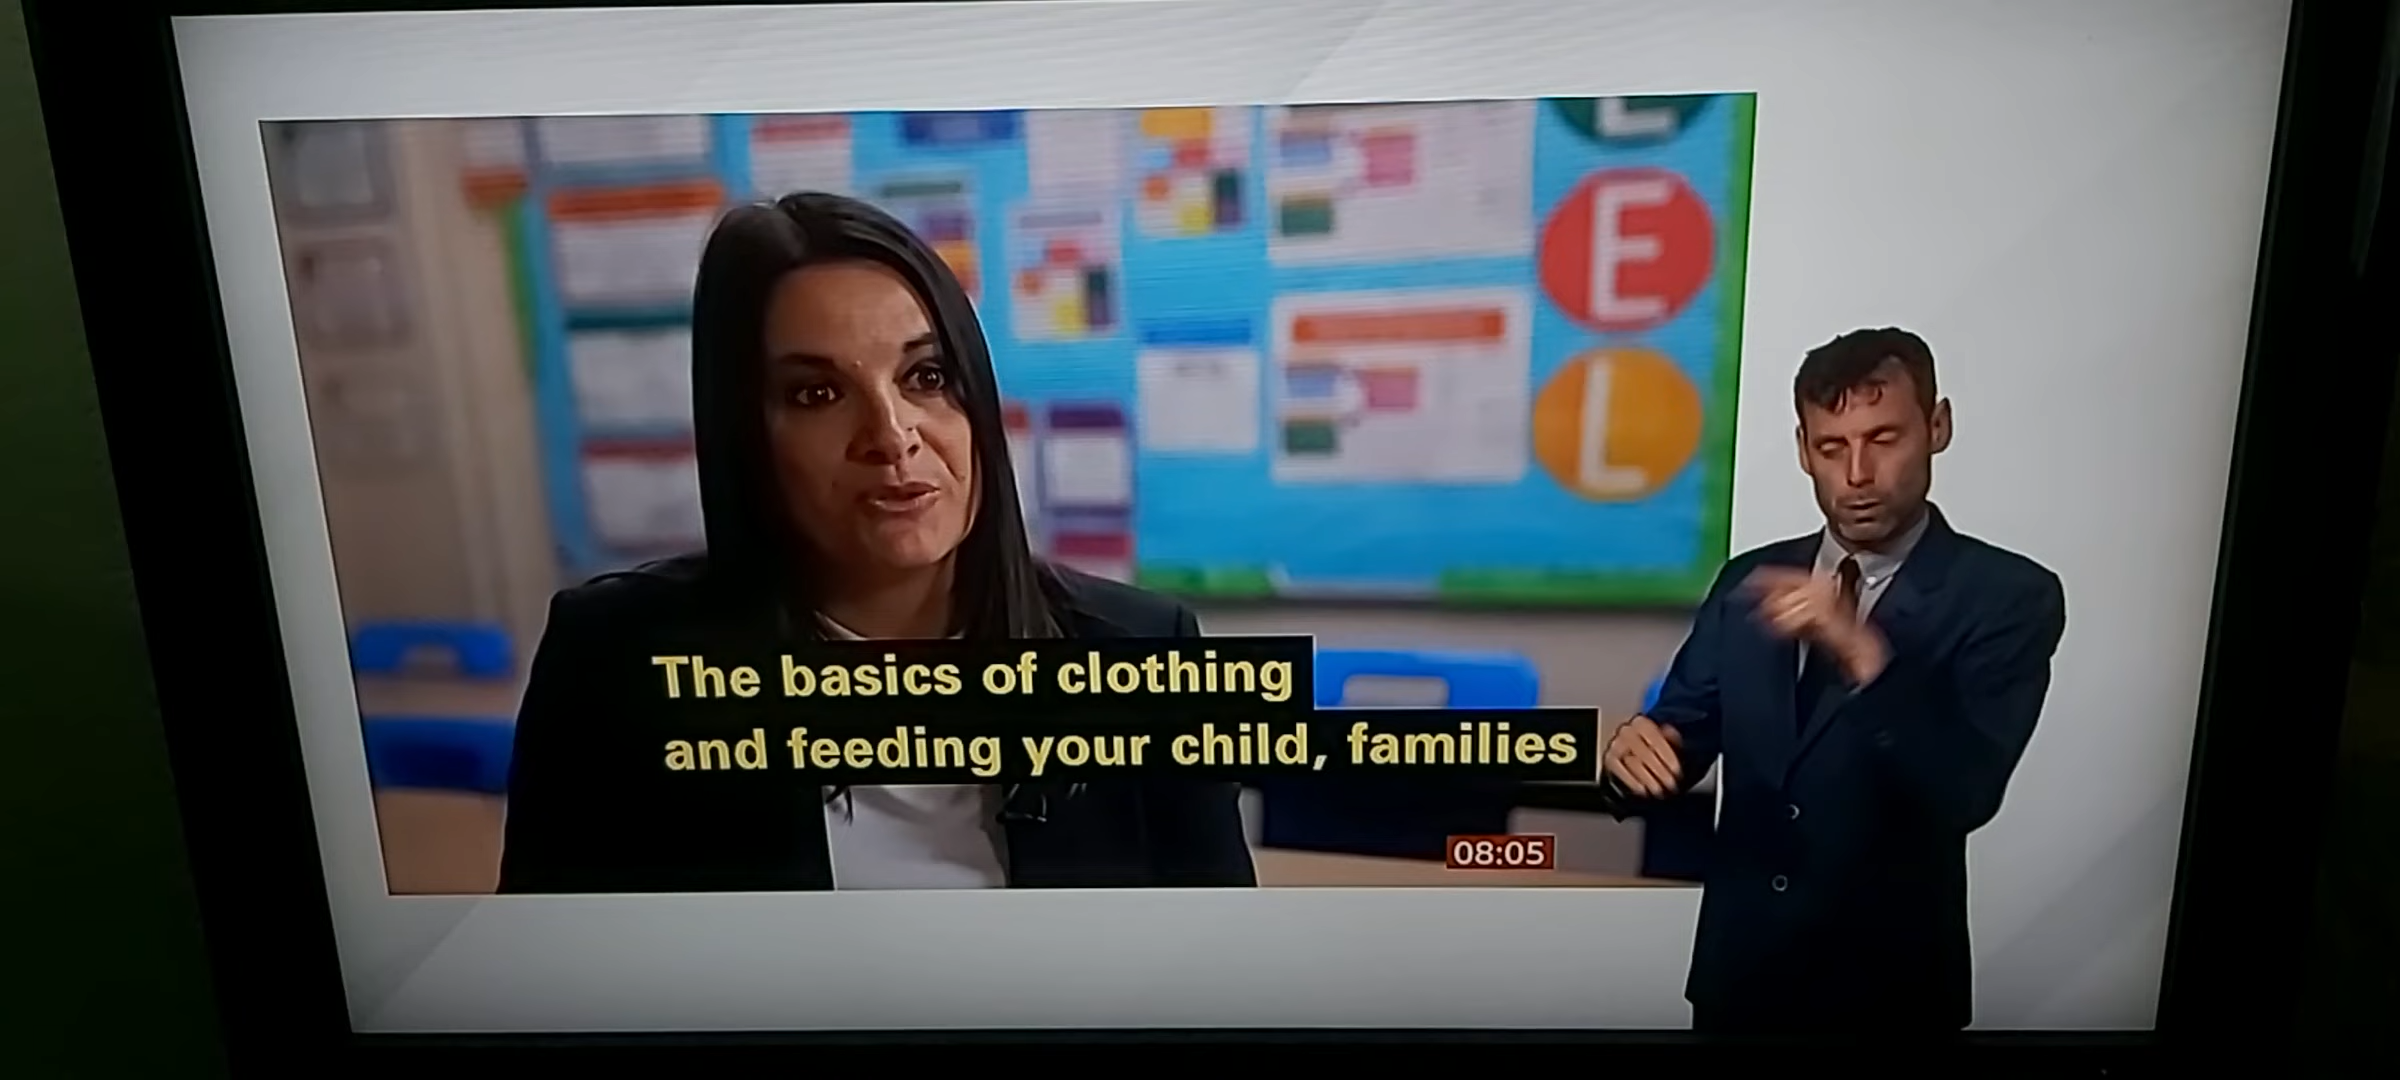 E
E
L
The basics of clothing
and feeding your child, families
08:05